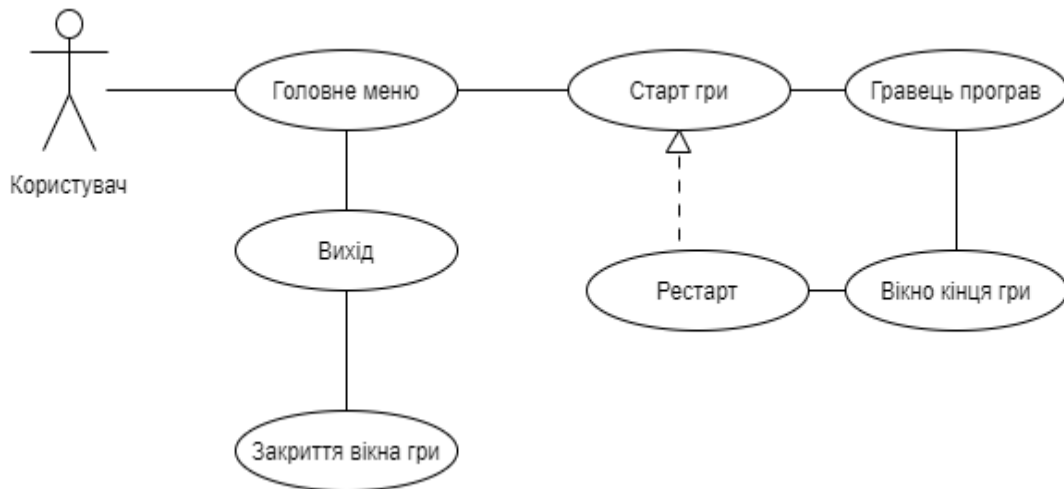 Головне меню
Старт гри
Гравець програв
Користувач
Вихід
Рестарт
Вікно кінця гри
Закриття вікна гри